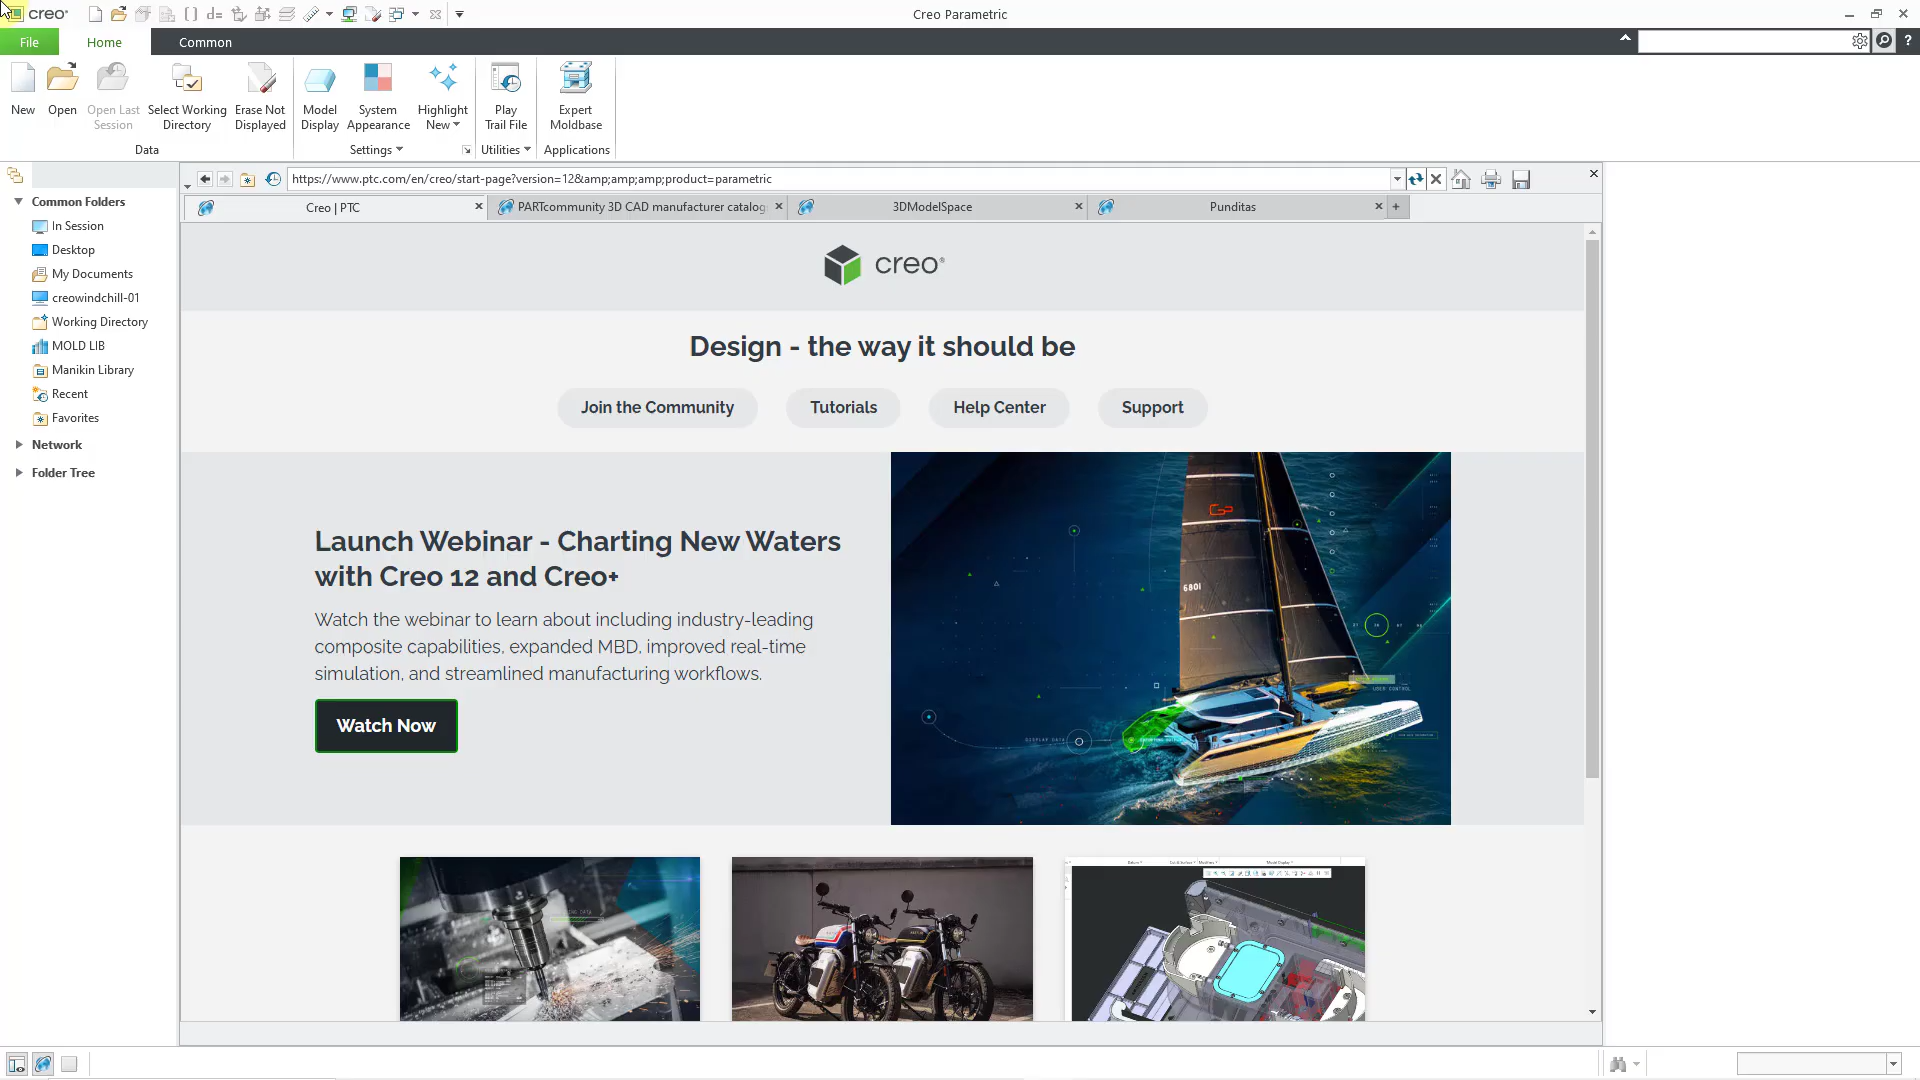 creo®
Creo Parametric
File
Home
Common
?
New
Open
Open Last
Session
Select Working
Directory
Erase Not
Displayed
Model
Display
System
Appearance
Highlight
New
Play
Trail File
Expert
Moldbase
Data
Settings
Utilities
Applications
https://www.ptc.com/en/creo/start-page?version=12&amp;amp;amp;product=parametric
Creo | PTC
PARTcommunity 3D CAD manufacturer catalog
3DModelSpace
Punditas
Common Folders
In Session
Desktop
My Documents
creowindchill-01
Working Directory
MOLD LIB
Manikin Library
Recent
Favorites
Network
Folder Tree
creo®
Design - the way it should be
Join the Community
Tutorials
Help Center
Support
Launch Webinar - Charting New Waters
with Creo 12 and Creo+
Watch the webinar to learn about including industry-leading
composite capabilities, expanded MBD, improved real-time
simulation, and streamlined manufacturing workflows.
Watch Now
6801
USER CONTROL
DISPLAY DATA